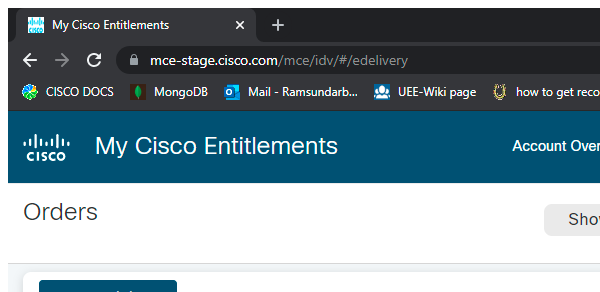 My Cisco Entitlements
mce-stage.cisco.com/mce/idv/#/edelivery
CISCO DOCS MongoDB Mail - Ramsundarb... UEE-Wiki page how to get reco
CISCO My Cisco Entitlements Account Over
Orders
Sho